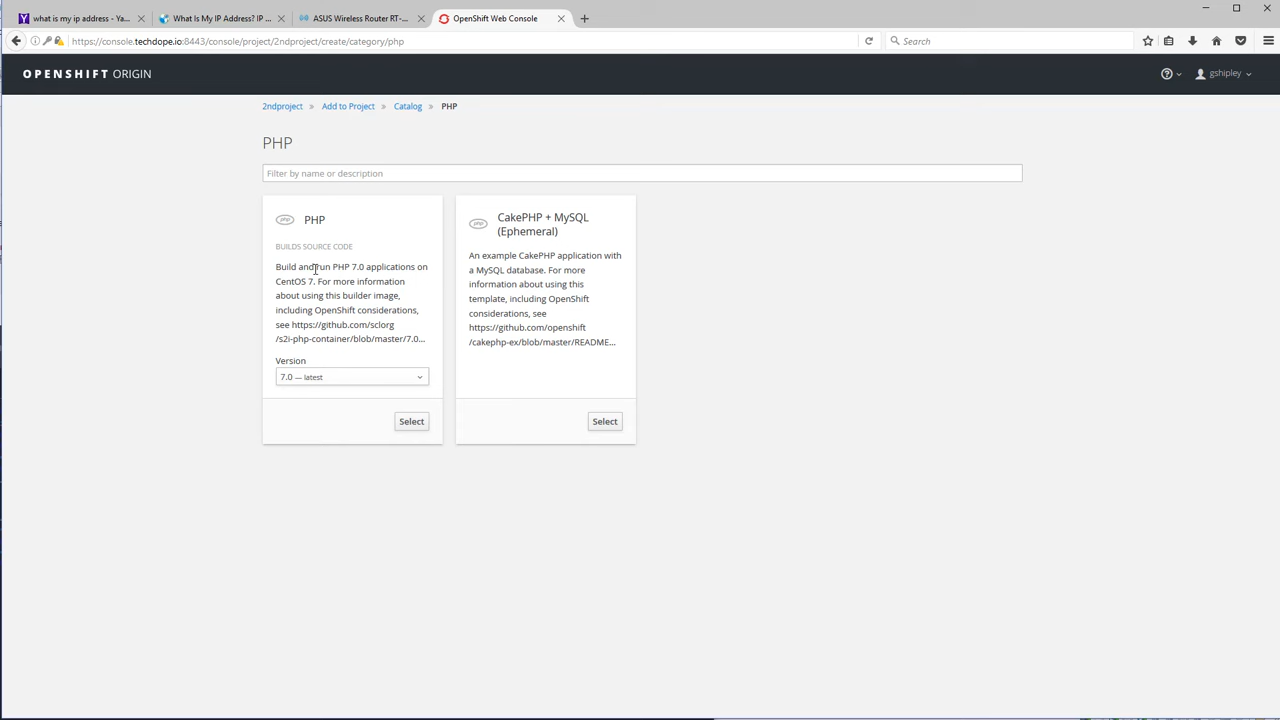 what is my ip address - Ya...
What Is My IP Address? IP ...
ASUS Wireless Router RT-...
OpenShift Web Console
https://console.techdope.io:8443/console/project/2ndproject/create/category/php
Search
OPENSHIFT ORIGIN
gshipley
2ndproject » Add to Project » Catalog » PHP
PHP
Filter by name or description
php
PHP
BUILDS SOURCE CODE
Build and run PHP 7.0 applications on
CentOS 7. For more information
about using this builder image,
including OpenShift considerations,
see https://github.com/sclorg
/s2i-php-container/blob/master/7.0...
Version
7.0 — latest
Select
php
CakePHP + MySQL
(Ephemeral)
An example CakePHP application with
a MySQL database. For more
information about using this
template, including OpenShift
considerations, see
https://github.com/openshift
/cakephp-ex/blob/master/README...
Select